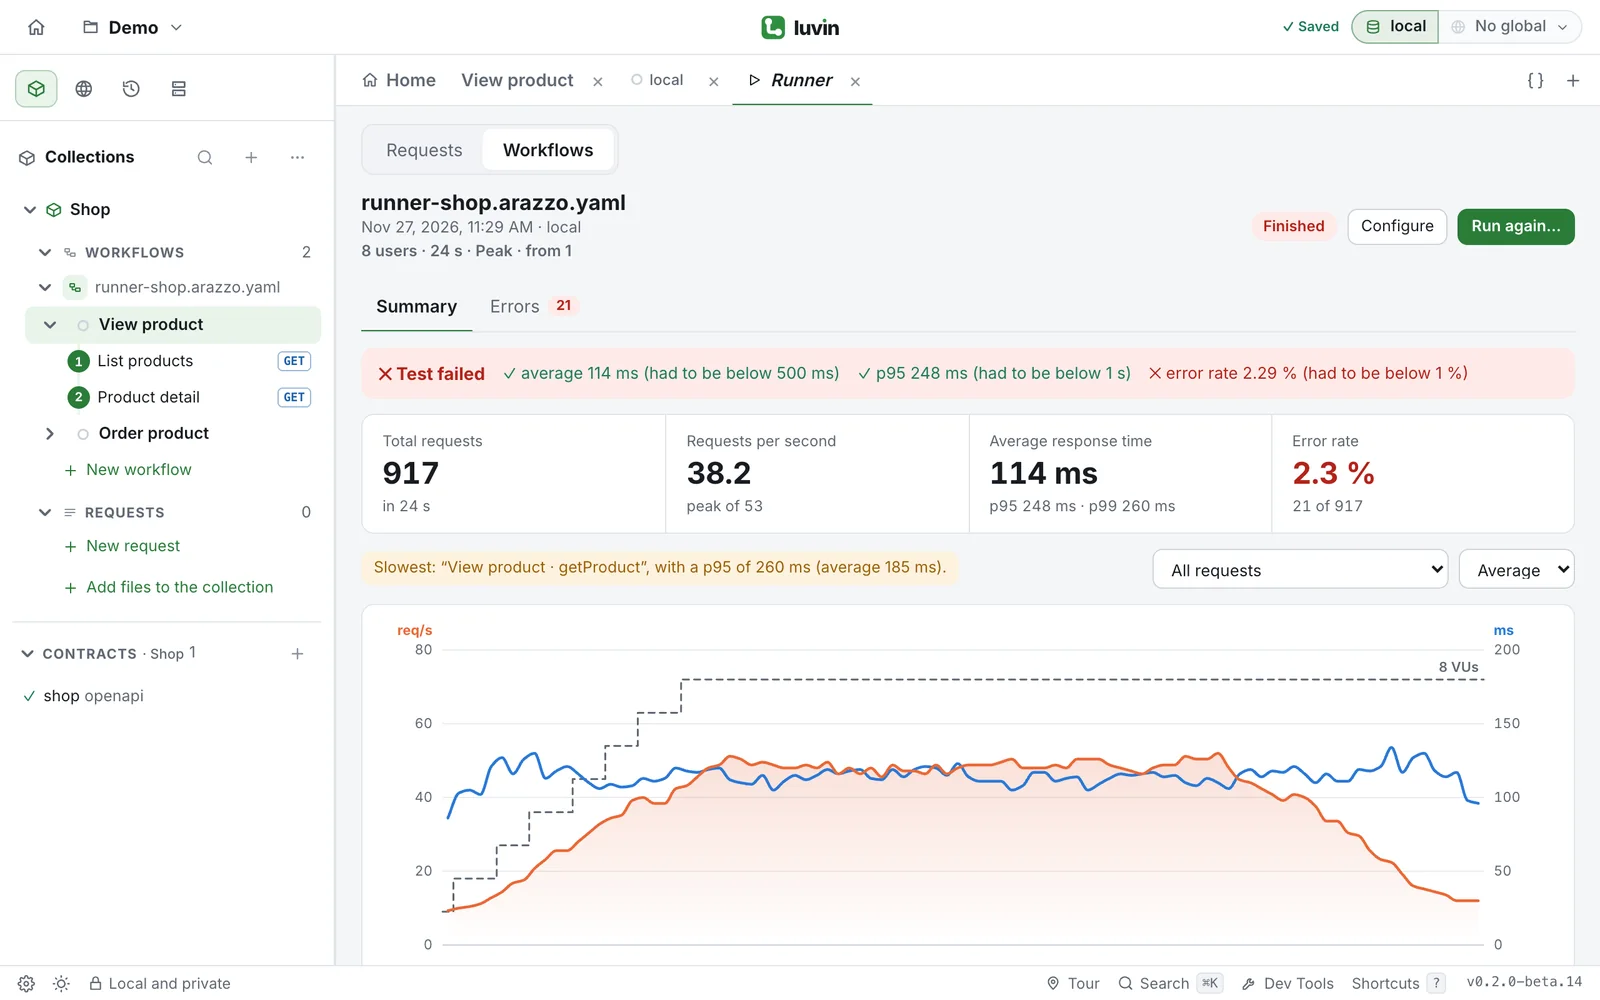 Demo
luvin
Saved
local
No global
Home
View product
local
Runner
Collections
Shop
WORKFLOWS 2
runner-shop.arazzo.yaml
View product
1 List products GET
2 Product detail GET
Order product
+ New workflow
REQUESTS 0
+ New request
+ Add files to the collection
CONTRACTS · Shop 1
shop openapi
Requests
Workflows
runner-shop.arazzo.yaml
Nov 27, 2026, 11:29 AM · local
8 users · 24 s · Peak · from 1
Finished
Configure
Run again...
Summary
Errors 21
Test failed
average 114 ms (had to be below 500 ms)
p95 248 ms (had to be below 1 s)
error rate 2.29 % (had to be below 1 %)
Total requests
917
in 24 s
Requests per second
38.2
peak of 53
Average response time
114 ms
p95 248 ms · p99 260 ms
Error rate
2.3 %
21 of 917
Slowest: “View product · getProduct”, with a p95 of 260 ms (average 185 ms).
All requests
Average
req/s
ms
80
200
8 VUs
60
150
40
100
20
50
0
0
Local and private
Tour
Search ⌘K
Dev Tools
Shortcuts ?
v0.2.0-beta.14